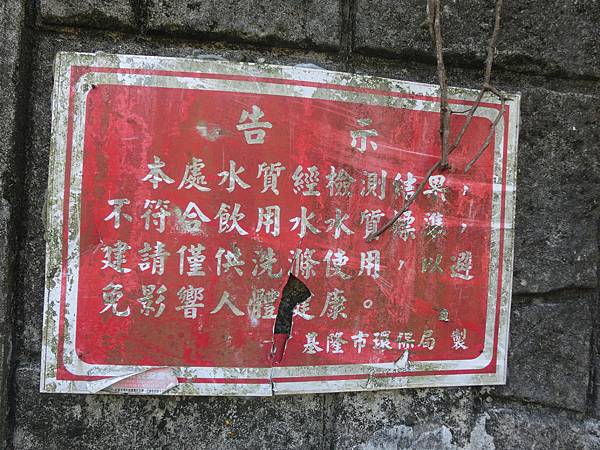 告示
本處水質經檢測結果，
不符合飲用水水質標準，
建請僅供洗滌使用，以避
免影響人體健康。
基隆市環保局 製